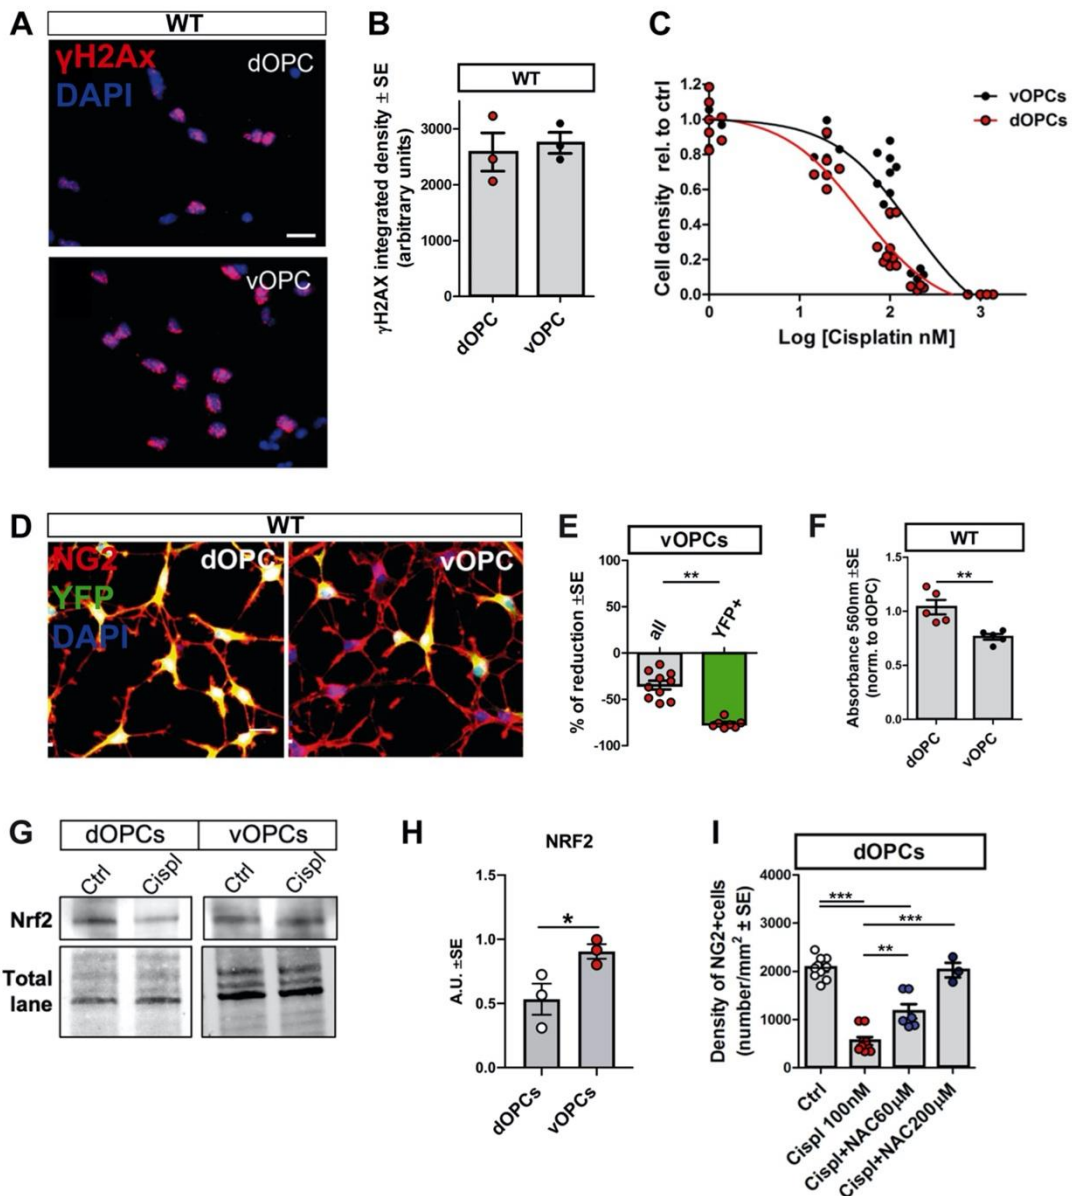 A
WT
γH2Ax
DAPI
dOPC
vOPC
B
WT
γH2AX integrated density ± SE
(arbitrary units)
3000
2000
1000
0
dOPC
vOPC
C
Cell density rel. to ctrl
1.2
1.0
0.8
0.6
0.4
0.2
0.0
0
1
2
3
Log [Cisplatin nM]
vOPCs
dOPCs
D
WT
NG2
YFP
DAPI
dOPC
vOPC
E
vOPCs
% of reduction ±SE
100
50
0
-50
-100
**
all
YFP+
F
WT
Absorbance 560nm ±SE
(norm. to dOPC)
1.5
1.0
0.5
0.0
**
dOPC
vOPC
G
dOPCs
vOPCs
Ctrl
Cispl
Ctrl
Cispl
Nrf2
Total
lane
H
NRF2
A.U. ±SE
1.5
1.0
0.5
0.0
*
dOPCs
vOPCs
I
dOPCs
Density of NG2+cells
(number/mm² ± SE)
4000
3000
2000
1000
0
***
***
**
Ctrl
Cispl 100nM
Cispl+NAC60μM
Cispl+NAC200μM